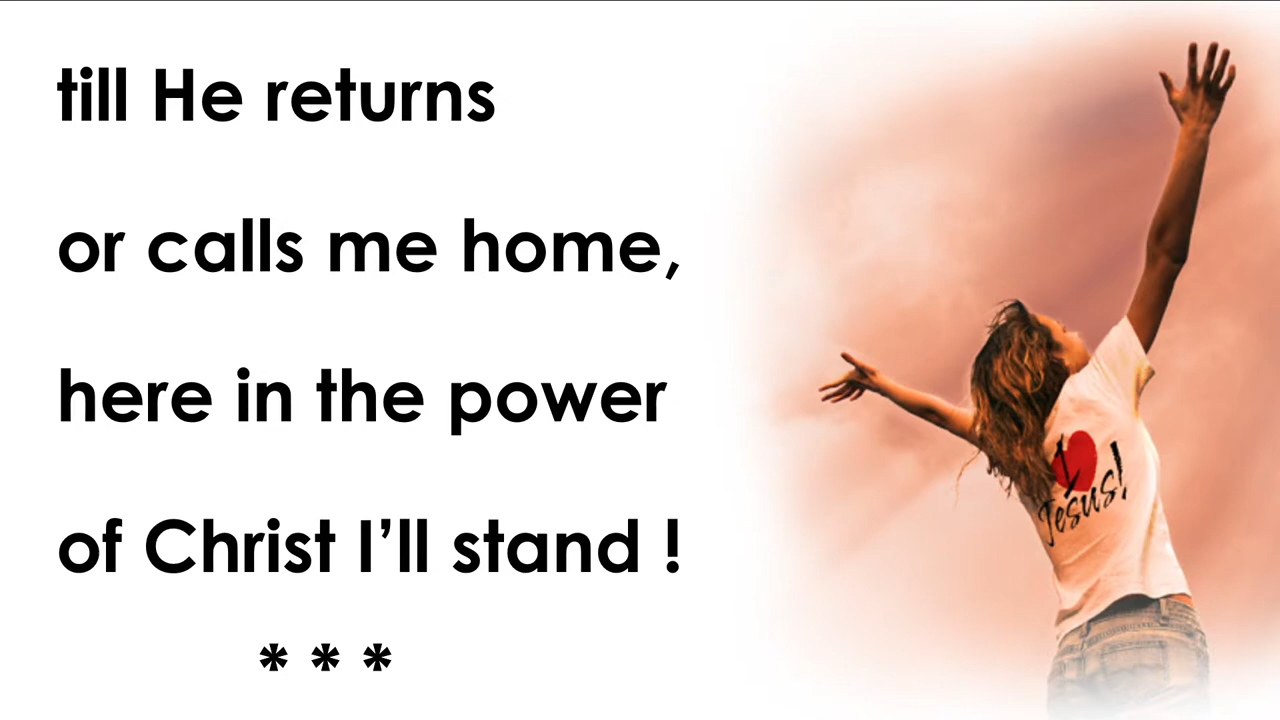 till He returns
or calls me home,
here in the power
of Christ I’ll stand !
* * *
I
Jesus!